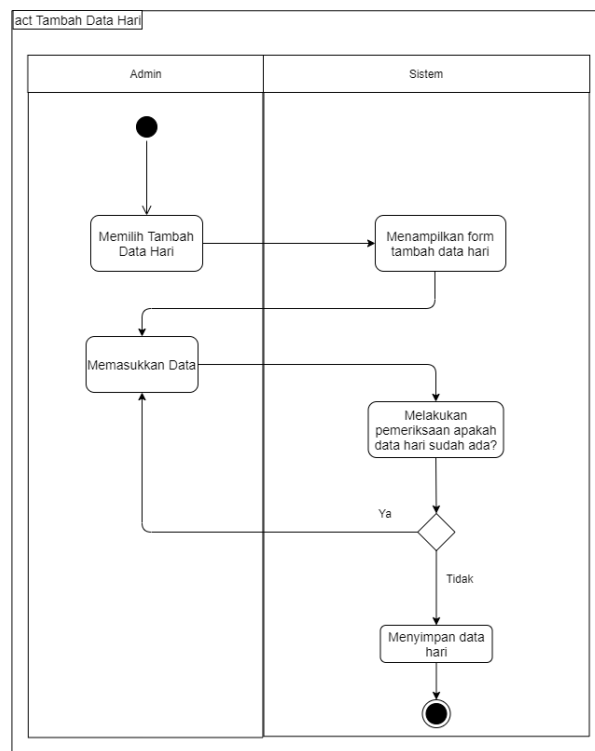 act Tambah Data Hari
Admin
Sistem
Memilih Tambah
Data Hari
Menampilkan form
tambah data hari
Memasukkan Data
Melakukan
pemeriksaan apakah
data hari sudah ada?
Ya
Tidak
Menyimpan data
hari